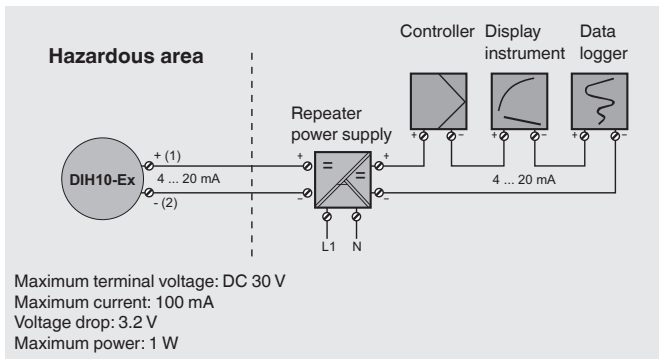 Controller Display instrument Data logger
Hazardous area
Repeater power supply
+ - + - + -
+ (1)
DIH10-Ex
4 ... 20 mA
- (2)
+ = = +
- -
4 ... 20 mA
L1 N
Maximum terminal voltage: DC 30 V
Maximum current: 100 mA
Voltage drop: 3.2 V
Maximum power: 1 W